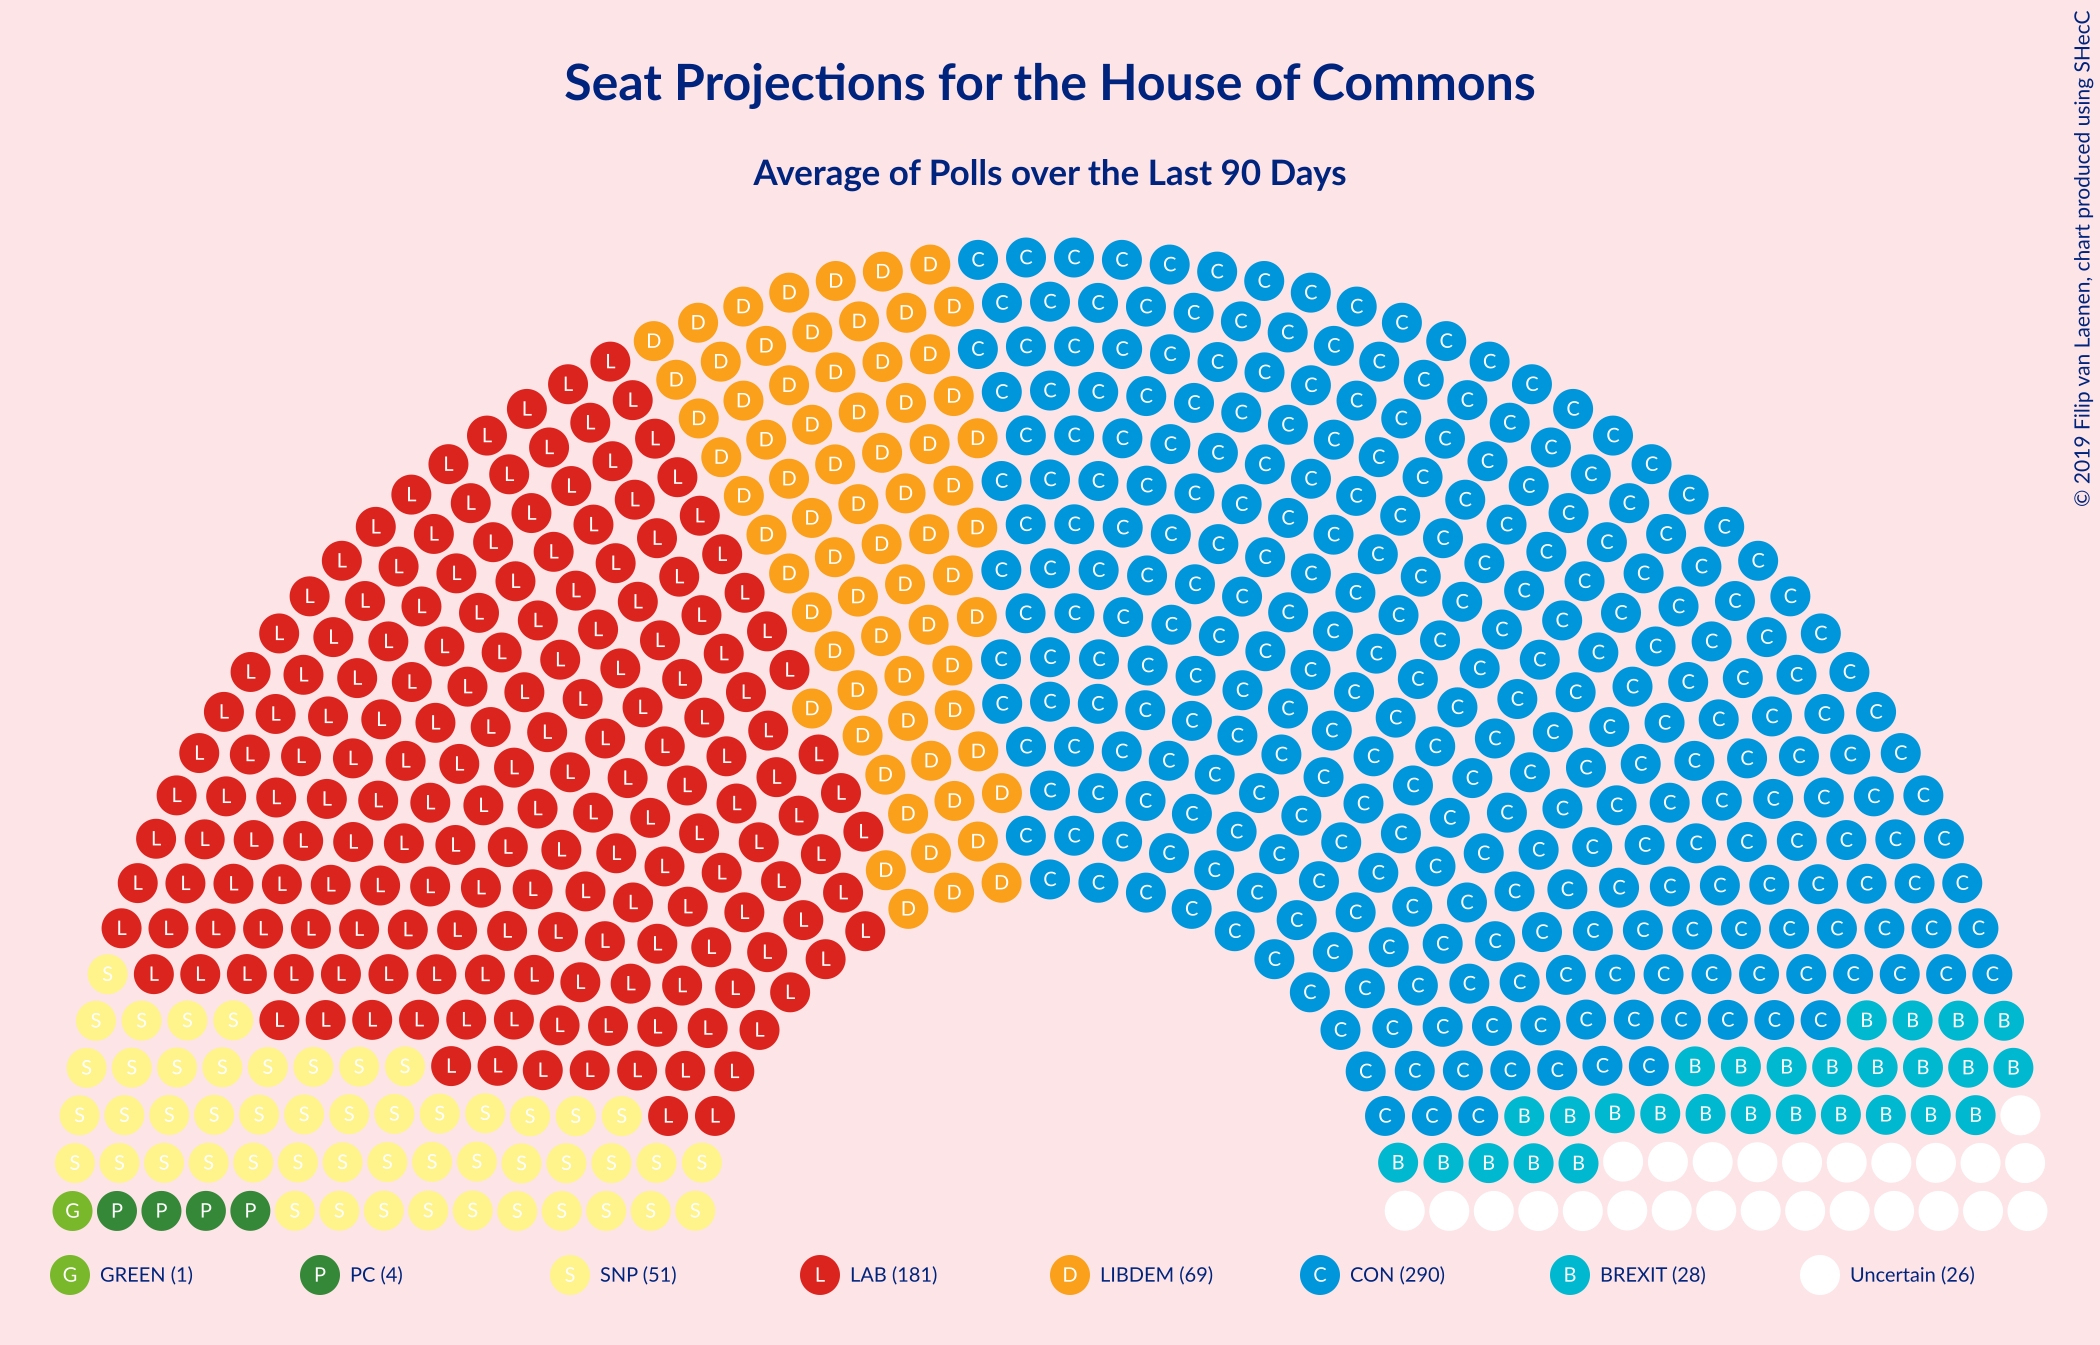 Seat Projections for the House of Commons
Average of Polls over the Last 90 Days
© 2019 Filip van Laenen, chart produced using SHecC
G GREEN (1)
P PC (4)
S SNP (51)
L LAB (181)
D LIBDEM (69)
C CON (290)
B BREXIT (28)
Uncertain (26)